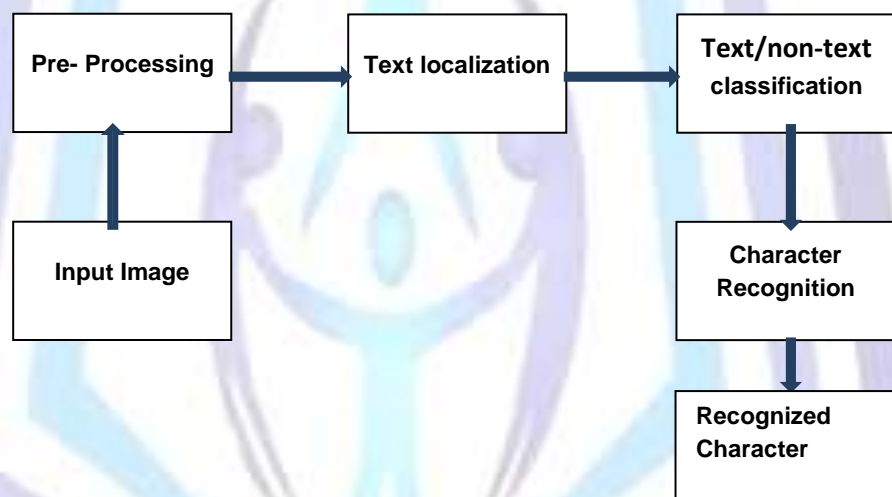 Pre- Processing
Text localization
Text/non-text
classification
Input Image
Character
Recognition
Recognized
Character